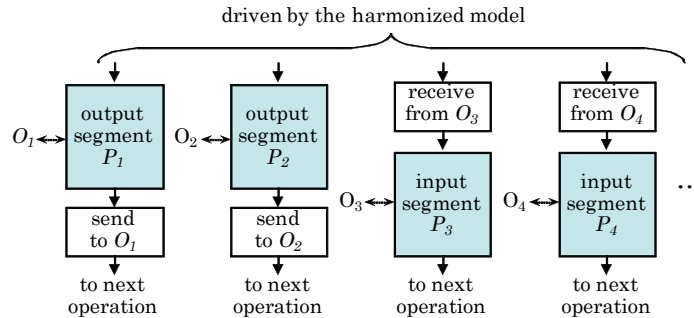 driven by the harmonized model
output
segment
P1
O1
send
to O1
to next
operation
output
segment
P2
O2
send
to O2
to next
operation
receive
from O3
input
segment
P3
O3
to next
operation
receive
from O4
input
segment
P4
O4
to next
operation
..